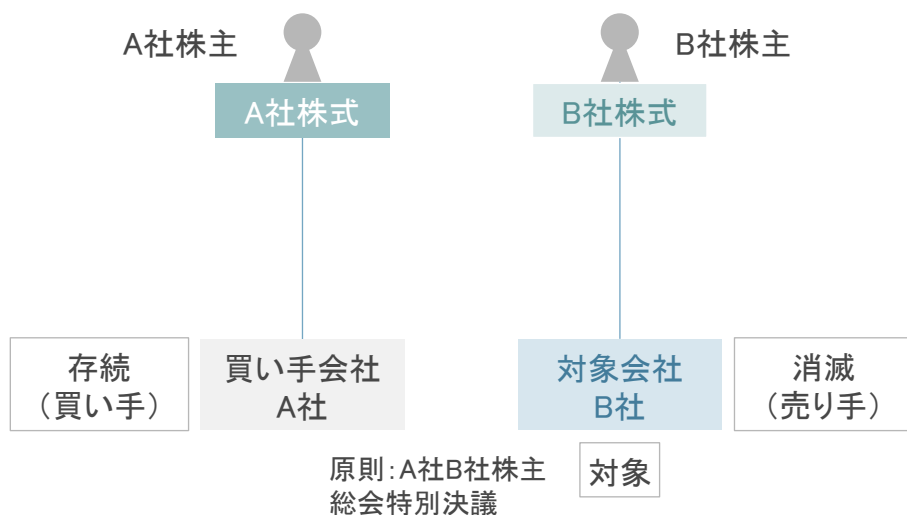 A社株主
B社株主
A社株式
B社株式
存続
（買い手）
買い手会社
A社
対象会社
B社
消滅
（売り手）
原則：A社B社株主
総会特別決議
対象